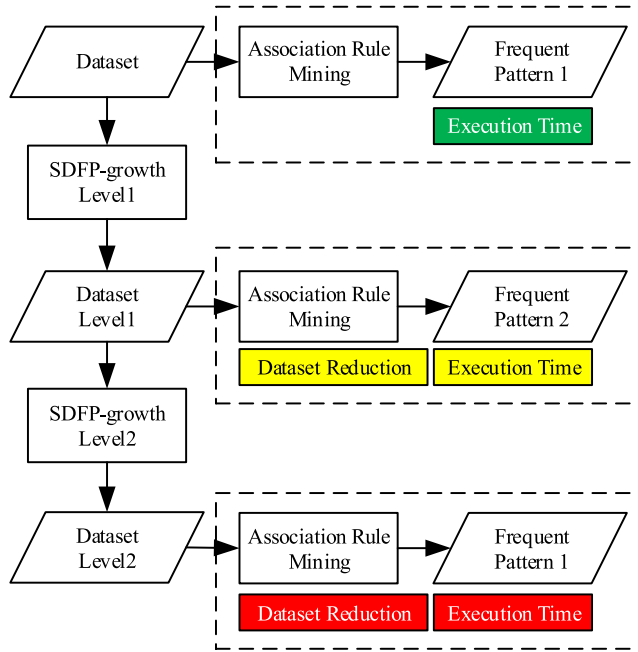 Dataset
Association Rule
Mining
Frequent
Pattern 1
Execution Time
SDFP-growth
Level1
Dataset
Level1
Association Rule
Mining
Frequent
Pattern 2
Dataset Reduction
Execution Time
SDFP-growth
Level2
Dataset
Level2
Association Rule
Mining
Frequent
Pattern 1
Dataset Reduction
Execution Time